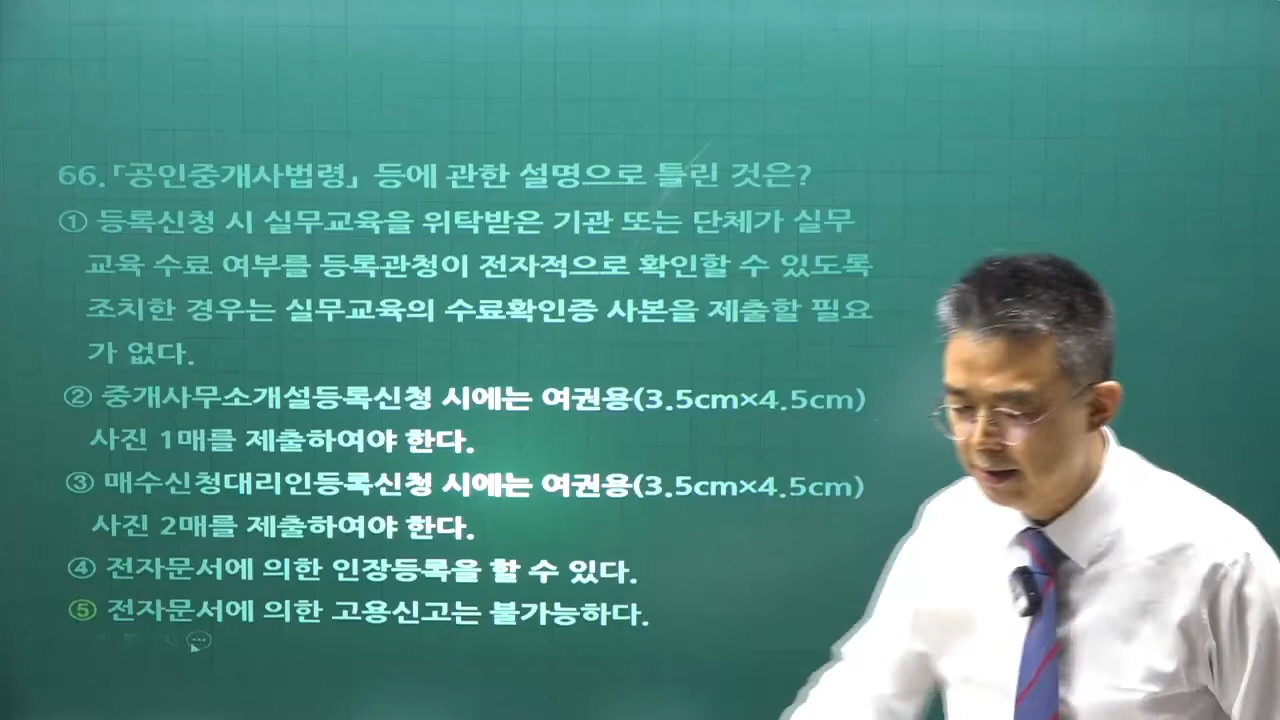 66.「공인중개사법령」 등에 관한 설명으로 틀린 것은?
① 등록신청 시 실무교육을 위탁받은 기관 또는 단체가 실무
교육 수료 여부를 등록관청이 전자적으로 확인할 수 있도록
조치한 경우는 실무교육의 수료확인증 사본을 제출할 필요
가 없다.
② 중개사무소개설등록신청 시에는 여권용(3.5cm×4.5cm)
사진 1매를 제출하여야 한다.
③ 매수신청대리인등록신청 시에는 여권용(3.5cm×4.5cm)
사진 2매를 제출하여야 한다.
④ 전자문서에 의한 인장등록을 할 수 있다.
⑤ 전자문서에 의한 고용신고는 불가능하다.